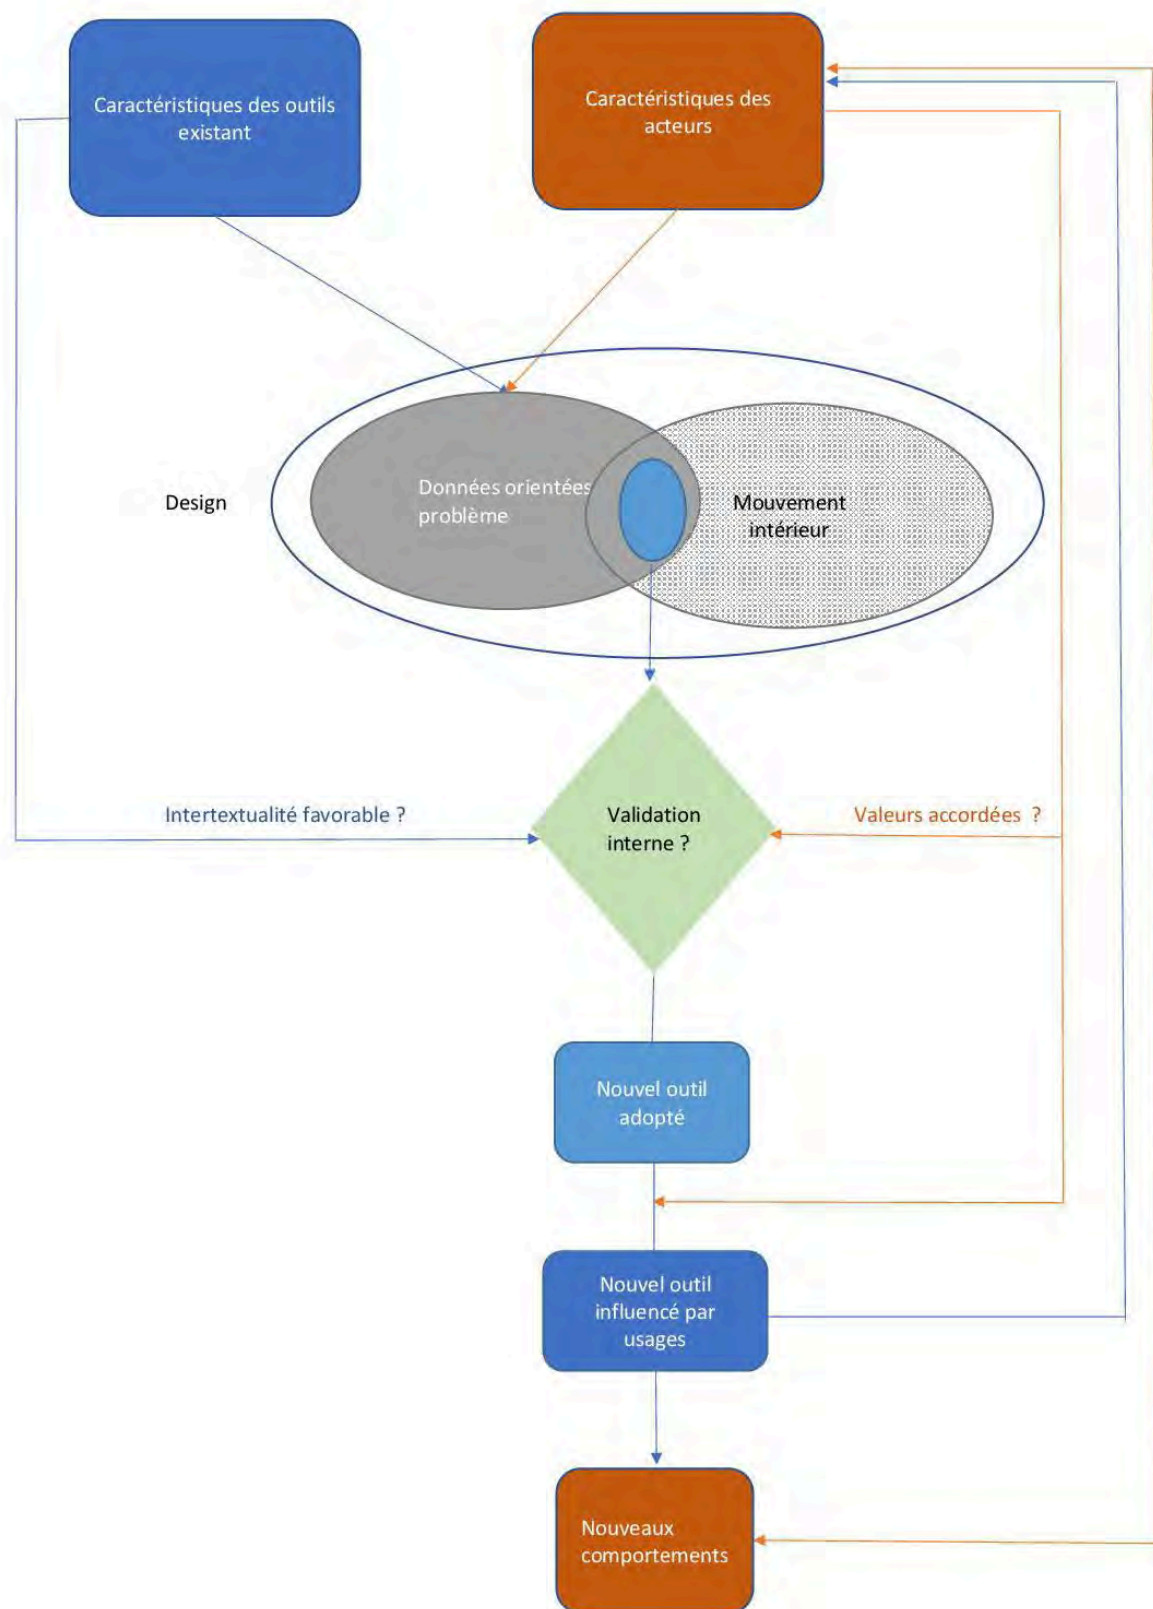 Caractéristiques des outils
existant
Caractéristiques des
acteurs
Design
Données orientées
problème
Mouvement
intérieur
Intertextualité favorable ?
Validation
interne ?
Valeurs accordées  ?
Nouvel outil
adopté
Nouvel outil
influencé par
usages
Nouveaux
comportements